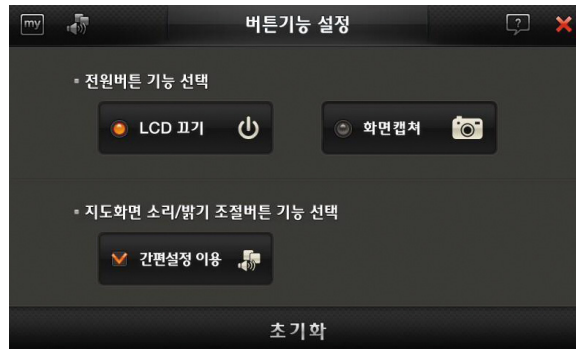 my
버튼기능 설정
?
전원버튼 기능 선택
LCD 끄기
화면캡쳐
지도화면 소리/밝기 조절버튼 기능 선택
간편설정 이용
초기화